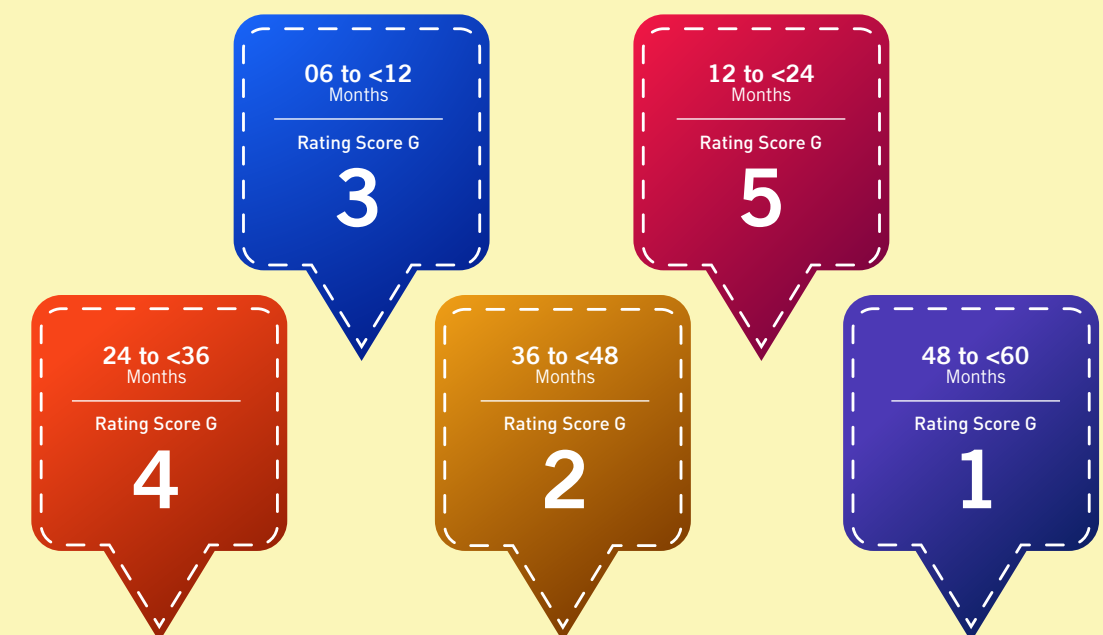 06 to <12
Months
Rating Score G
3
12 to <24
Months
Rating Score G
5
24 to <36
Months
Rating Score G
4
36 to <48
Months
Rating Score G
2
48 to <60
Months
Rating Score G
1